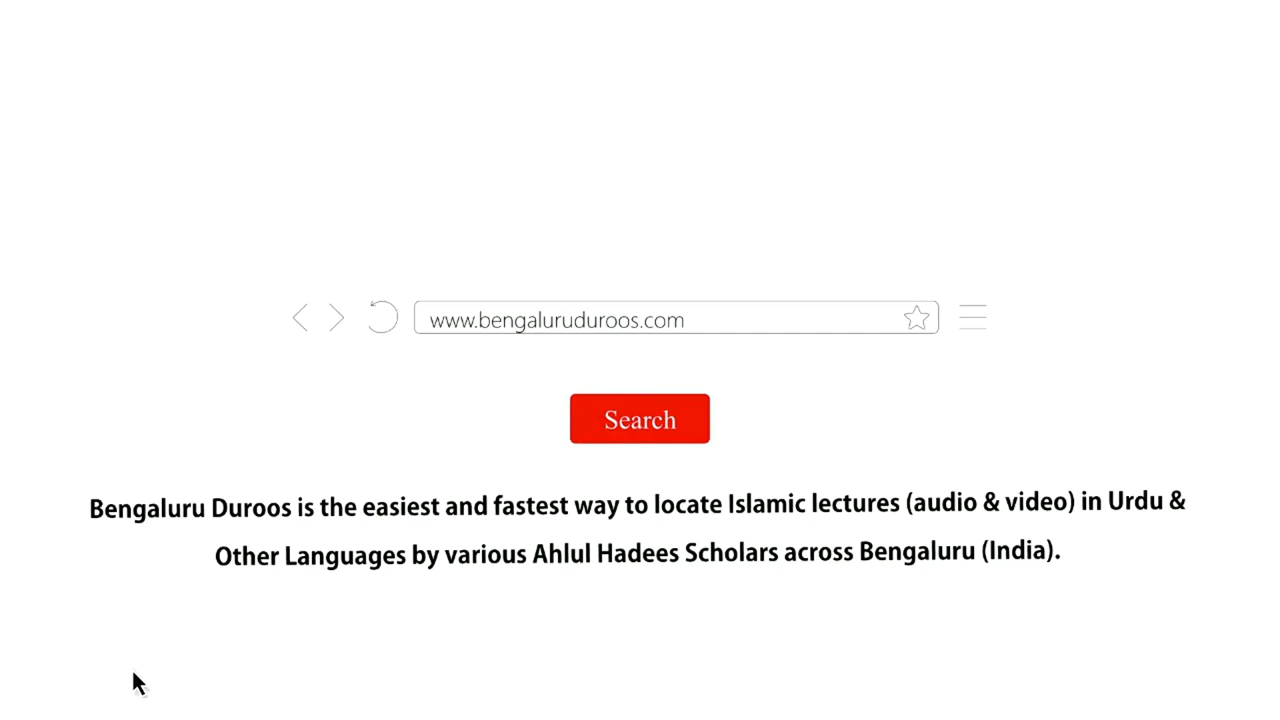 www.bengaluruduroos.com
Search
Bengaluru Duroos is the easiest and fastest way to locate Islamic lectures (audio & video) in Urdu &
Other Languages by various Ahlul Hadees Scholars across Bengaluru (India).